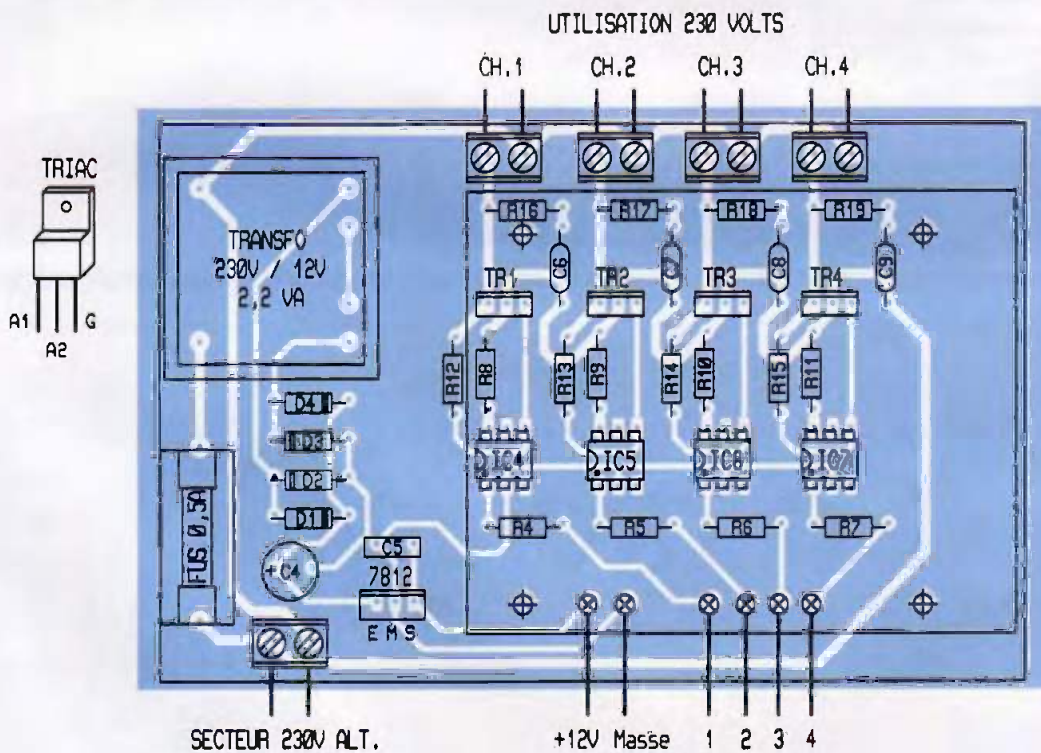 UTILISATION 230 VOLTS
CH.1 CH.2 CH.3 CH.4
TRIAC
A1 A2 G
TRANSFO
230V / 12V
2,2 VA
R16 R17 R18 R19
C6 C7 C8 C9
TR1 TR2 TR3 TR4
R12 R8 R13 R9 R14 R10 R15 R11
D4
D3
D2
D1
IC4 IC5 IC6 IC7
FUS 0,5A
R4 R5 R6 R7
+C4
C5
7812
E M S
SECTEUR 230V ALT.
+12V Masse 1 2 3 4